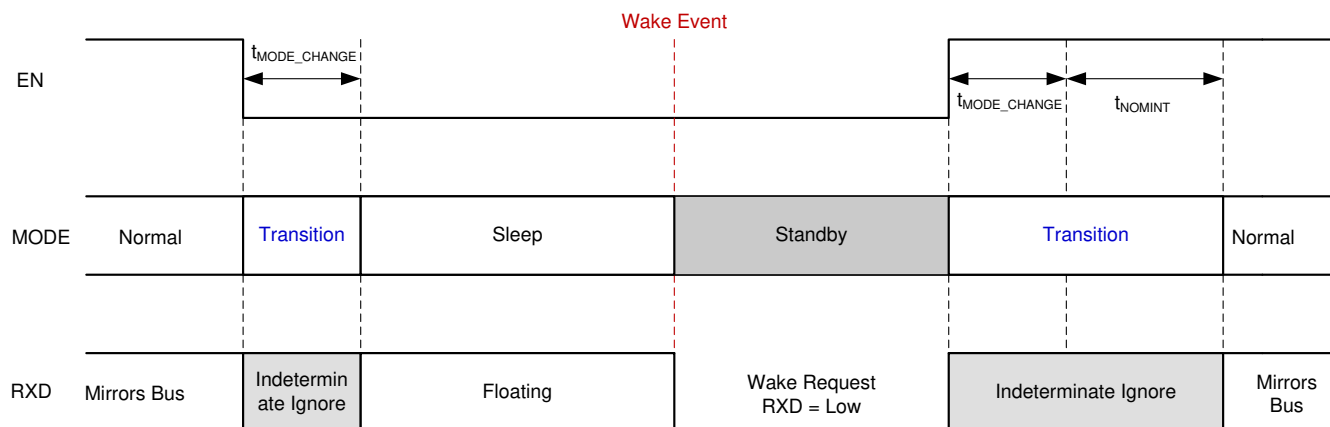 Wake Event
EN
tMODE_CHANGE
tMODE_CHANGE
tNOMINT
MODE
Normal
Transition
Sleep
Standby
Transition
Normal
RXD
Mirrors Bus
Indetermin
ate Ignore
Floating
Wake Request
RXD = Low
Indeterminate Ignore
Mirrors
Bus